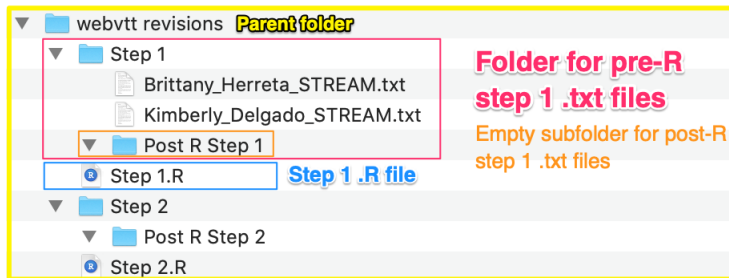 webvtt revisions Parent folder
Step 1
Brittany_Herreta_STREAM.txt
Kimberly_Delgado_STREAM.txt
Post R Step 1
Folder for pre-R
step 1 .txt files
Empty subfolder for post-R
step 1 .txt files
Step 1.R Step 1 .R file
Step 2
Post R Step 2
Step 2.R